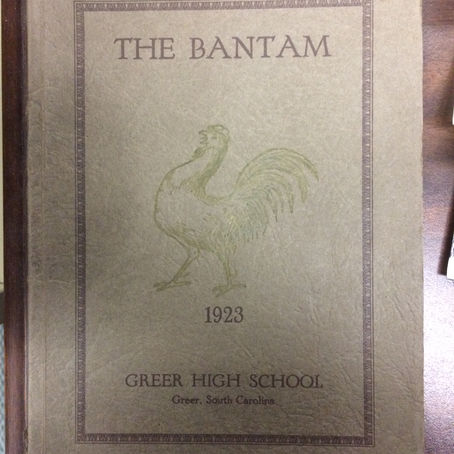 THE BANTAM
1923
GREER HIGH SCHOOL
Greer, South Carolina